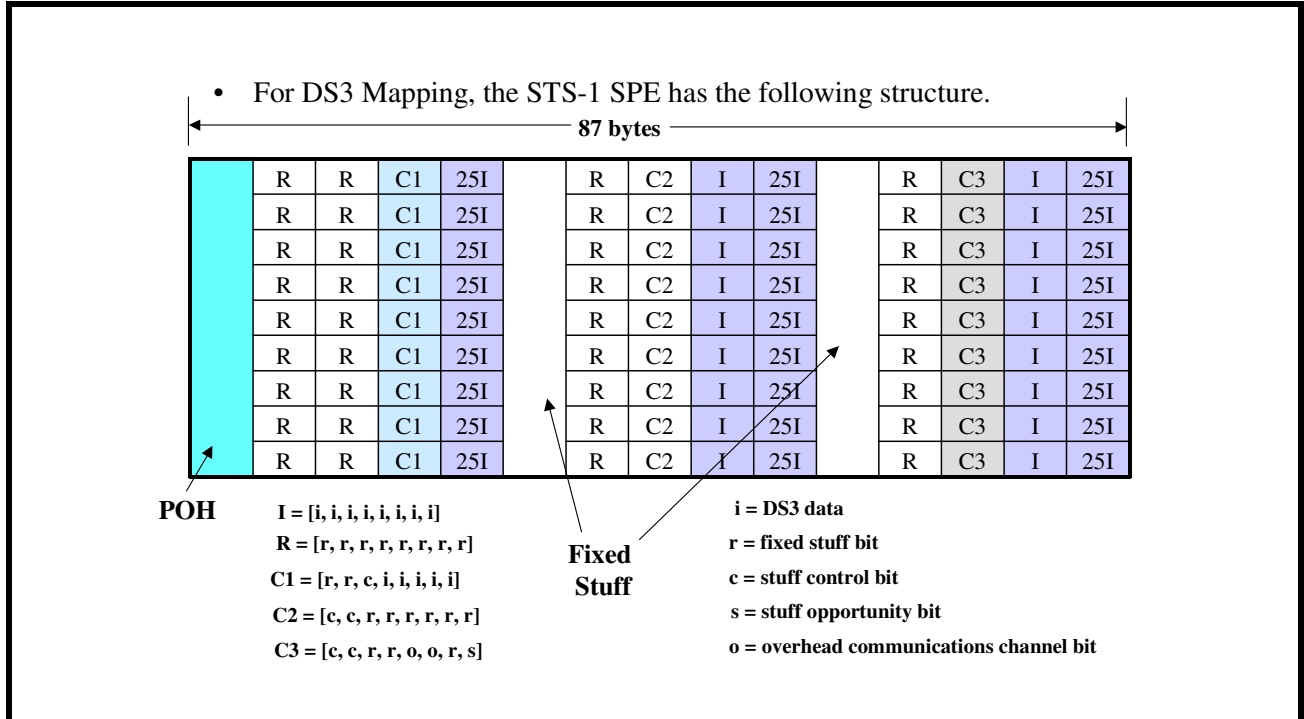 • For DS3 Mapping, the STS-1 SPE has the following structure.
87 bytes
R R C1 25I R C2 I 25I R C3 I 25I
R R C1 25I R C2 I 25I R C3 I 25I
R R C1 25I R C2 I 25I R C3 I 25I
R R C1 25I R C2 I 25I R C3 I 25I
R R C1 25I R C2 I 25I R C3 I 25I
R R C1 25I R C2 I 25I R C3 I 25I
R R C1 25I R C2 I 25I R C3 I 25I
R R C1 25I R C2 I 25I R C3 I 25I
R R C1 25I R C2 I 25I R C3 I 25I
POH
I = [i, i, i, i, i, i, i, i]
R = [r, r, r, r, r, r, r, r]
C1 = [r, r, c, i, i, i, i, i]
C2 = [c, c, r, r, r, r, r, r]
C3 = [c, c, r, r, o, o, r, s]
Fixed
Stuff
i = DS3 data
r = fixed stuff bit
c = stuff control bit
s = stuff opportunity bit
o = overhead communications channel bit